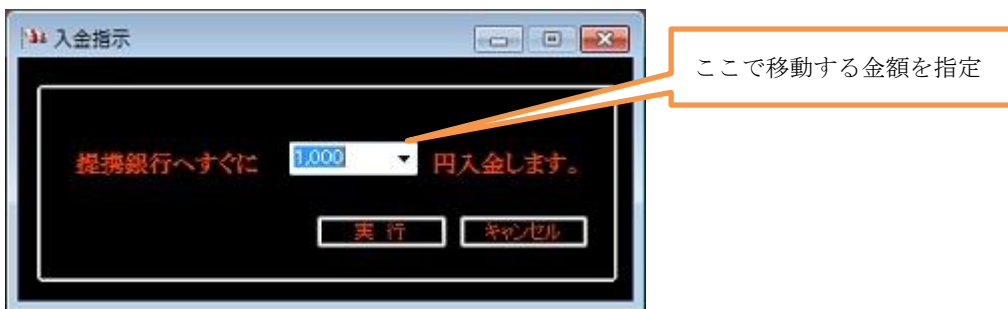 入金指示
ここで移動する金額を指定
提携銀行へすぐに 1,000 円入金します。
実 行 キャンセル